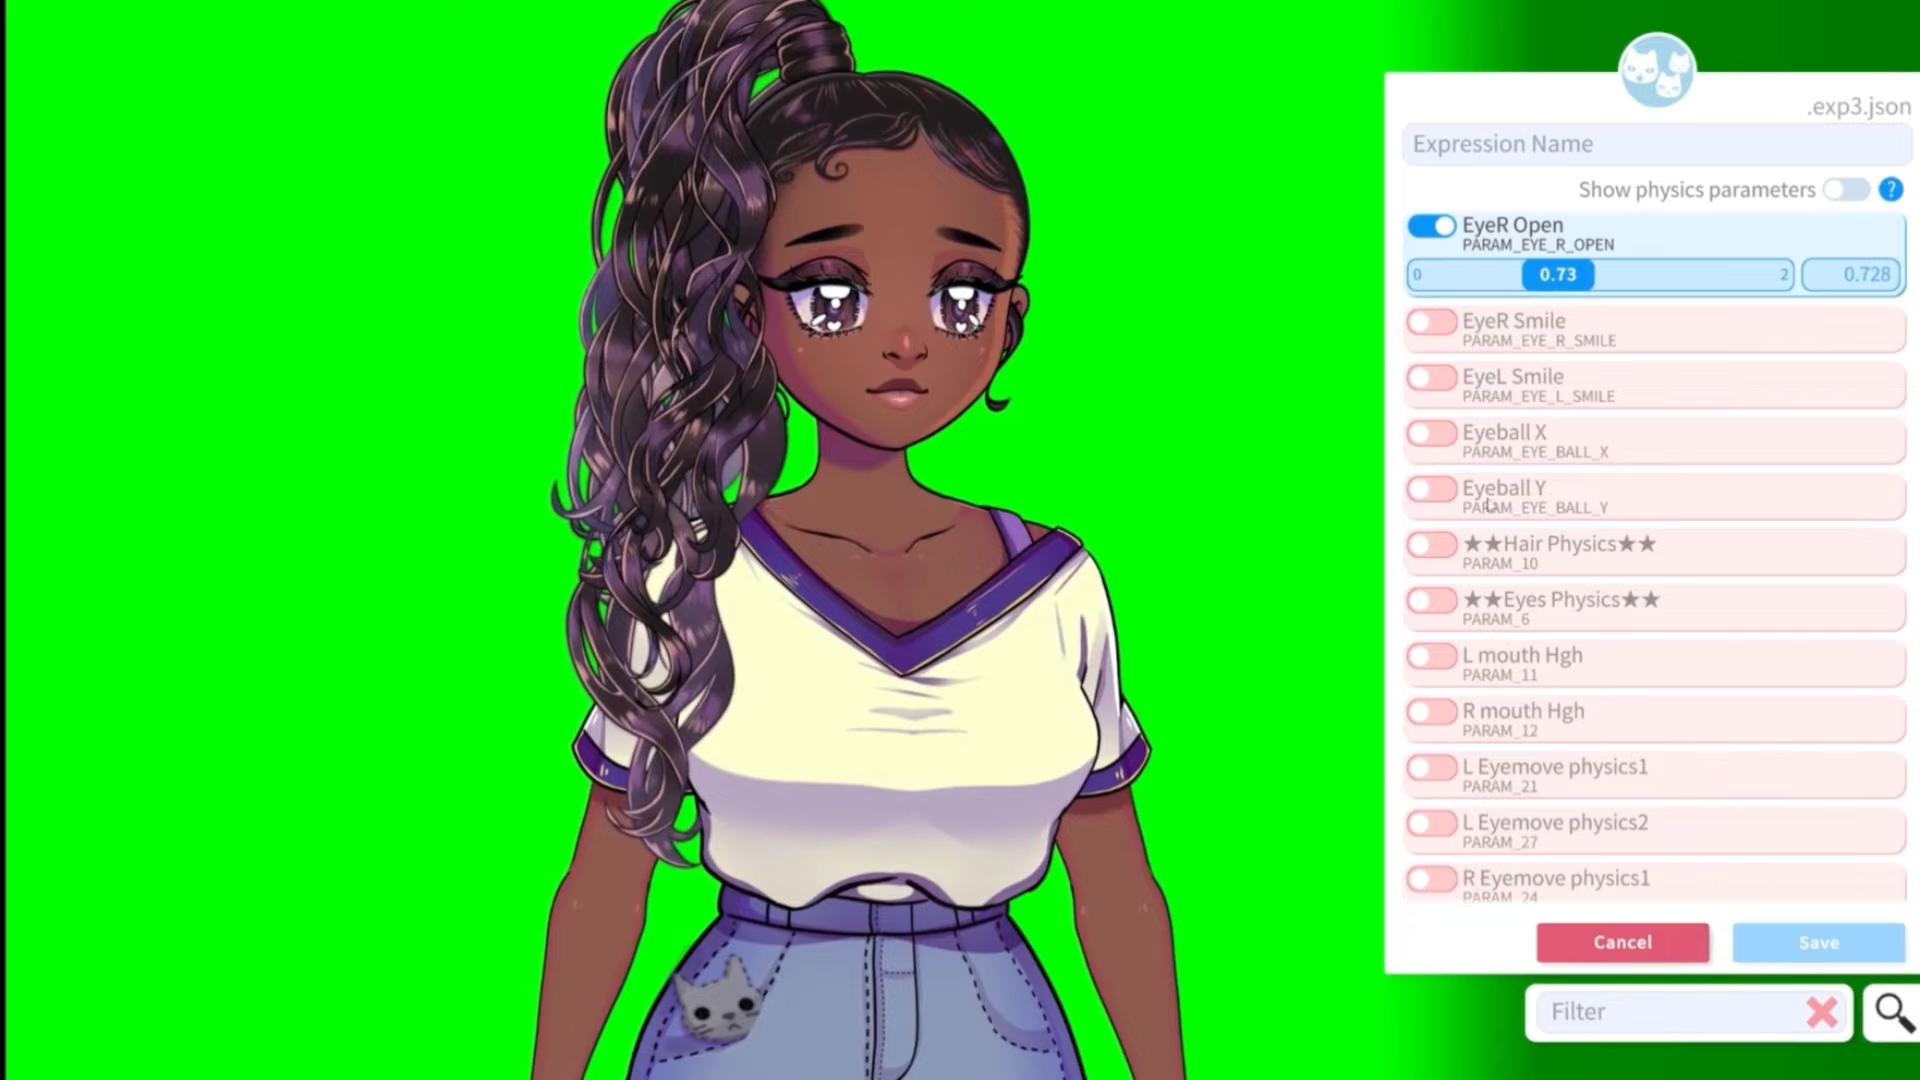 .exp3.json
Expression Name
Show physics parameters ?
EyeR Open
PARAM_EYE_R_OPEN
0 0.73 2 0.728
EyeR Smile
PARAM_EYE_R_SMILE
EyeL Smile
PARAM_EYE_L_SMILE
Eyeball X
PARAM_EYE_BALL_X
Eyeball Y
PARAM_EYE_BALL_Y
★★Hair Physics★★
PARAM_10
★★Eyes Physics★★
PARAM_6
L mouth Hgh
PARAM_11
R mouth Hgh
PARAM_12
L Eyemove physics1
PARAM_21
L Eyemove physics2
PARAM_27
R Eyemove physics1
PARAM_24
Cancel Save
Filter